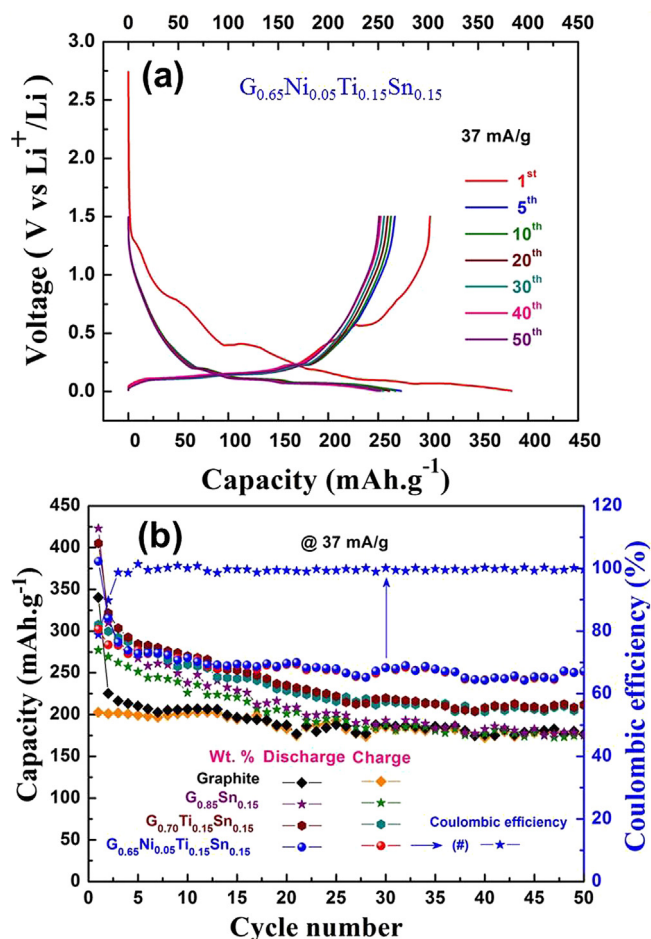 0 50 100 150 200 250 300 350 400 450
3.0
(a)
G0.65Ni0.05Ti0.15Sn0.15
2.5
37 mA/g
2.0
1st
5th
1.5
10th
20th
1.0
30th
40th
0.5
50th
0.0
Voltage ( V vs Li+ /Li)
0 50 100 150 200 250 300 350 400 450
Capacity (mAh.g-1)
450 120
(b)
@ 37 mA/g
400
350 100
300 80
250
200 60
150 40
100
50 20
0 0
Capacity (mAh.g-1)
Coulombic efficiency (%)
Wt. % Discharge Charge
Graphite
G0.85Sn0.15
G0.70Ti0.15Sn0.15
Coulombic efficiency
G0.65Ni0.05Ti0.15Sn0.15
(#)
0 5 10 15 20 25 30 35 40 45 50
Cycle number